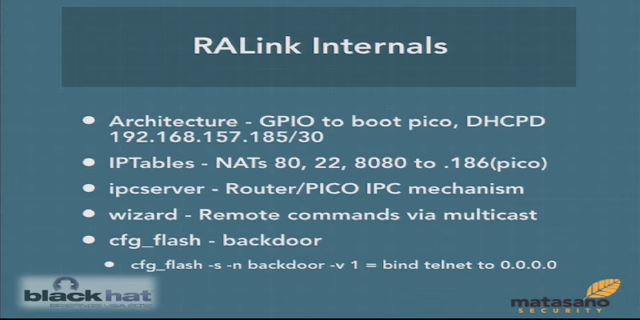 RALink Internals
Architecture - GPIO to boot pico, DHCPD
192.168.157.185/30
IPTables - NATs 80, 22, 8080 to .186(pico)
ipcserver - Router/PICO IPC mechanism
wizard - Remote commands via multicast
cfg_flash - backdoor
cfg_flash -s -n backdoor -v 1 = bind telnet to 0.0.0.0
black hat
matasano
SECURITY